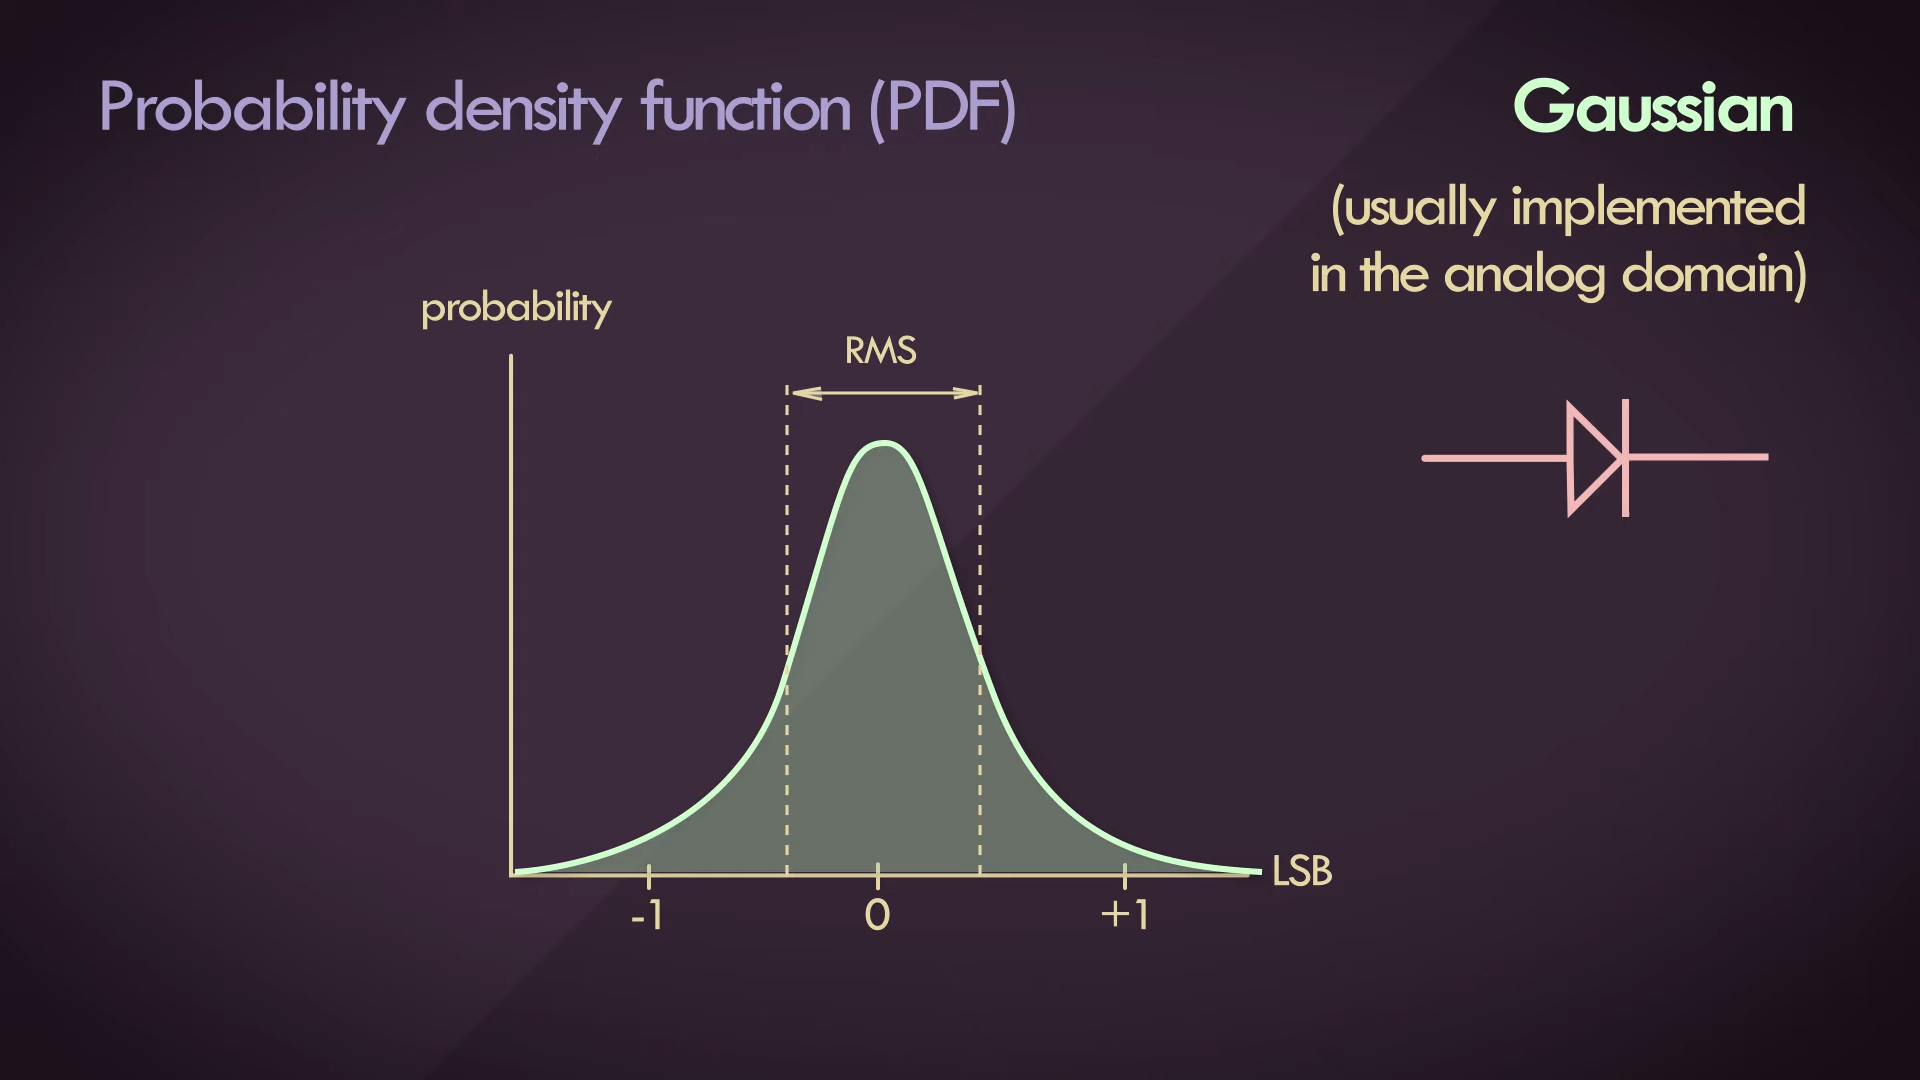 Probability density function (PDF)
Gaussian
(usually implemented
in the analog domain)
probability
RMS
LSB
-1
0
+1